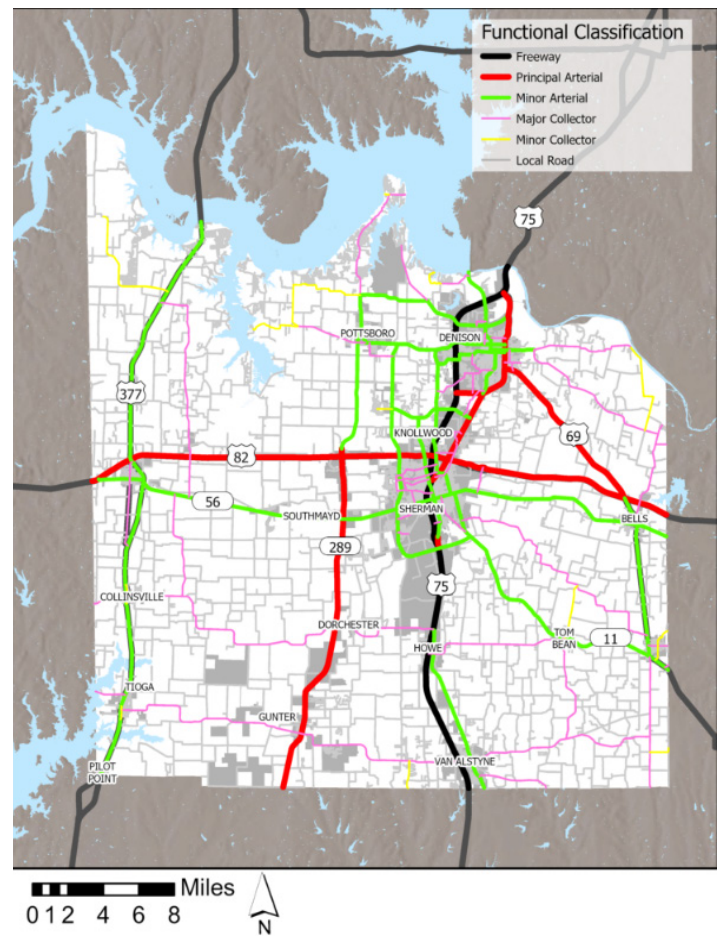 Functional Classification
Freeway
Principal Arterial
Minor Arterial
Major Collector
Minor Collector
Local Road
75
POTTSBORO
DENISON
377
KNOLLWOOD
69
82
56
SOUTHMAYD
SHERMAN
BELLS
289
75
COLLINSVILLE
DORCHESTER
HOWE
TOM
BEAN
11
TIOGA
GUNTER
PILOT
POINT
VAN ALSTYNE
Miles
0 1 2 4 6 8
N